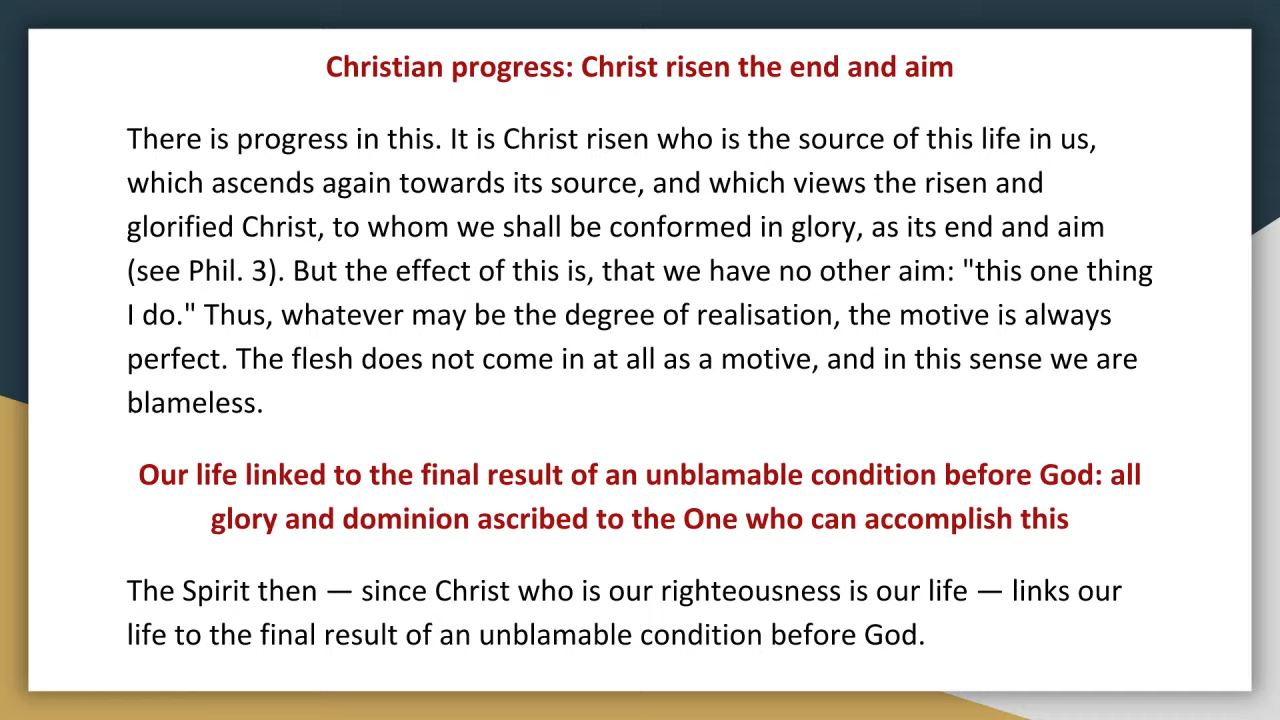 Christian progress: Christ risen the end and aim
There is progress in this. It is Christ risen who is the source of this life in us,
which ascends again towards its source, and which views the risen and
glorified Christ, to whom we shall be conformed in glory, as its end and aim
(see Phil. 3). But the effect of this is, that we have no other aim: "this one thing
I do." Thus, whatever may be the degree of realisation, the motive is always
perfect. The flesh does not come in at all as a motive, and in this sense we are
blameless.
Our life linked to the final result of an unblamable condition before God: all
glory and dominion ascribed to the One who can accomplish this
The Spirit then — since Christ who is our righteousness is our life — links our
life to the final result of an unblamable condition before God.